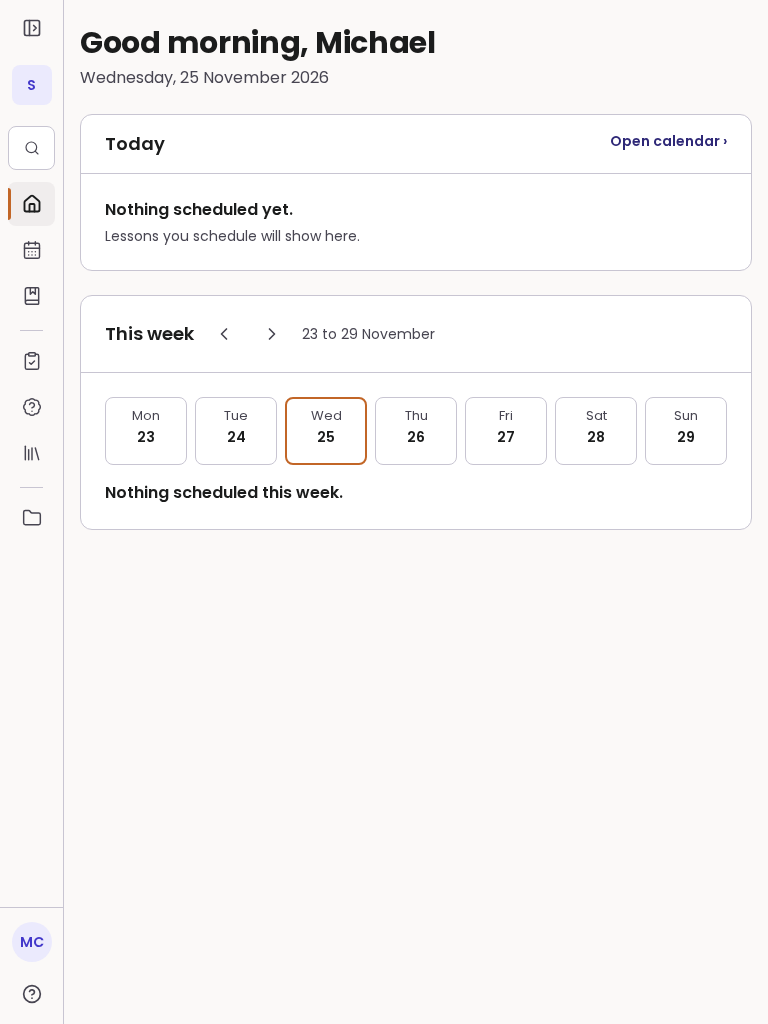 S
Good morning, Michael
Wednesday, 25 November 2026
Today
Open calendar ›
Nothing scheduled yet.
Lessons you schedule will show here.
This week
23 to 29 November
Mon Tue Wed Thu Fri Sat Sun
23 24 25 26 27 28 29
Nothing scheduled this week.
MC